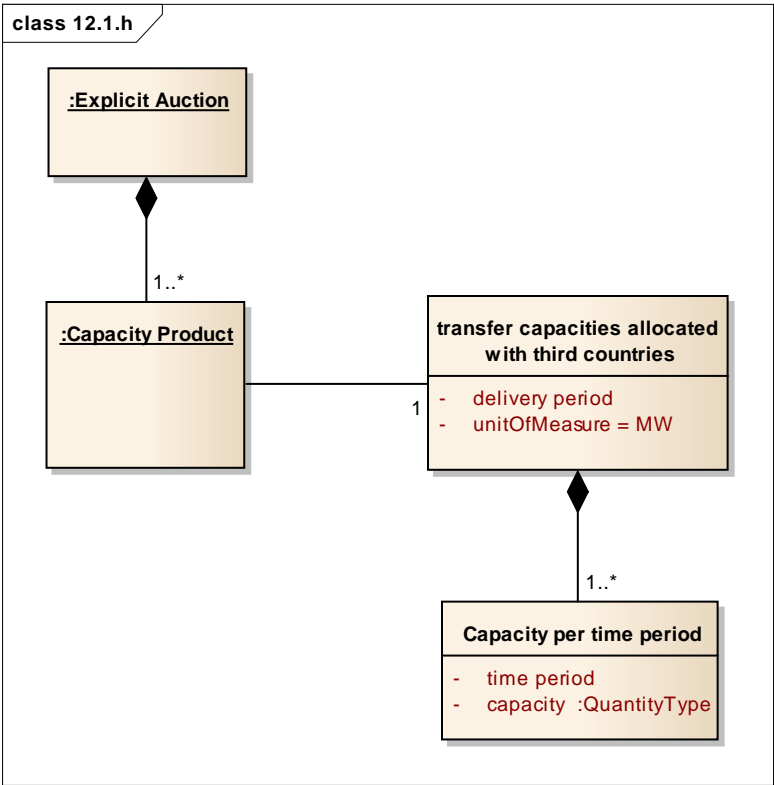 class 12.1.h
:Explicit Auction
1..*
:Capacity Product
transfer capacities allocated
with third countries
- delivery period
- unitOfMeasure = MW
1
1..*
Capacity per time period
- time period
- capacity :QuantityType